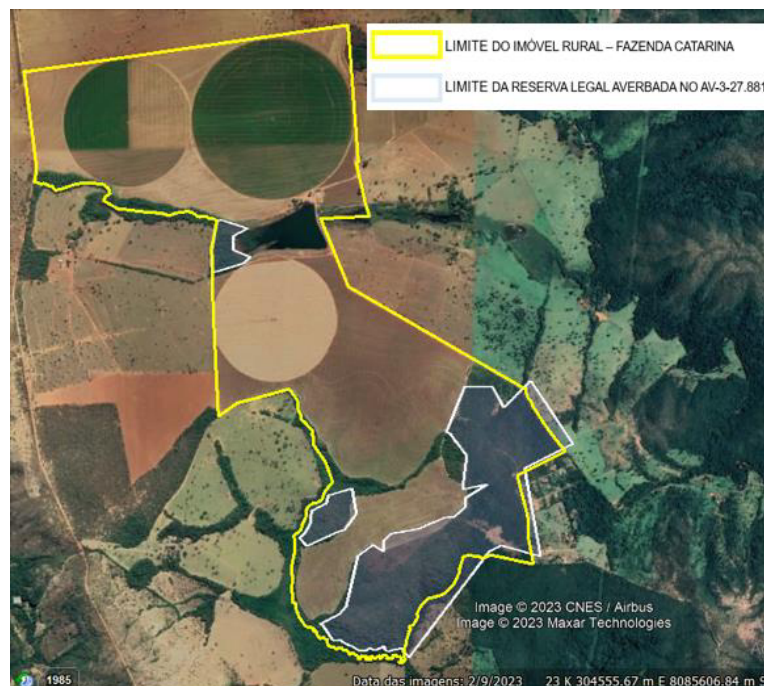 LIMITE DO IMÓVEL RURAL – FAZENDA CATARINA
LIMITE DA RESERVA LEGAL AVERBADA NO AV-3-27.881
Image © 2023 CNES / Airbus
Image © 2023 Maxar Technologies
1985
Data das imagens: 2/9/2023 23 K 304555.67 m E 8085606.84 m S